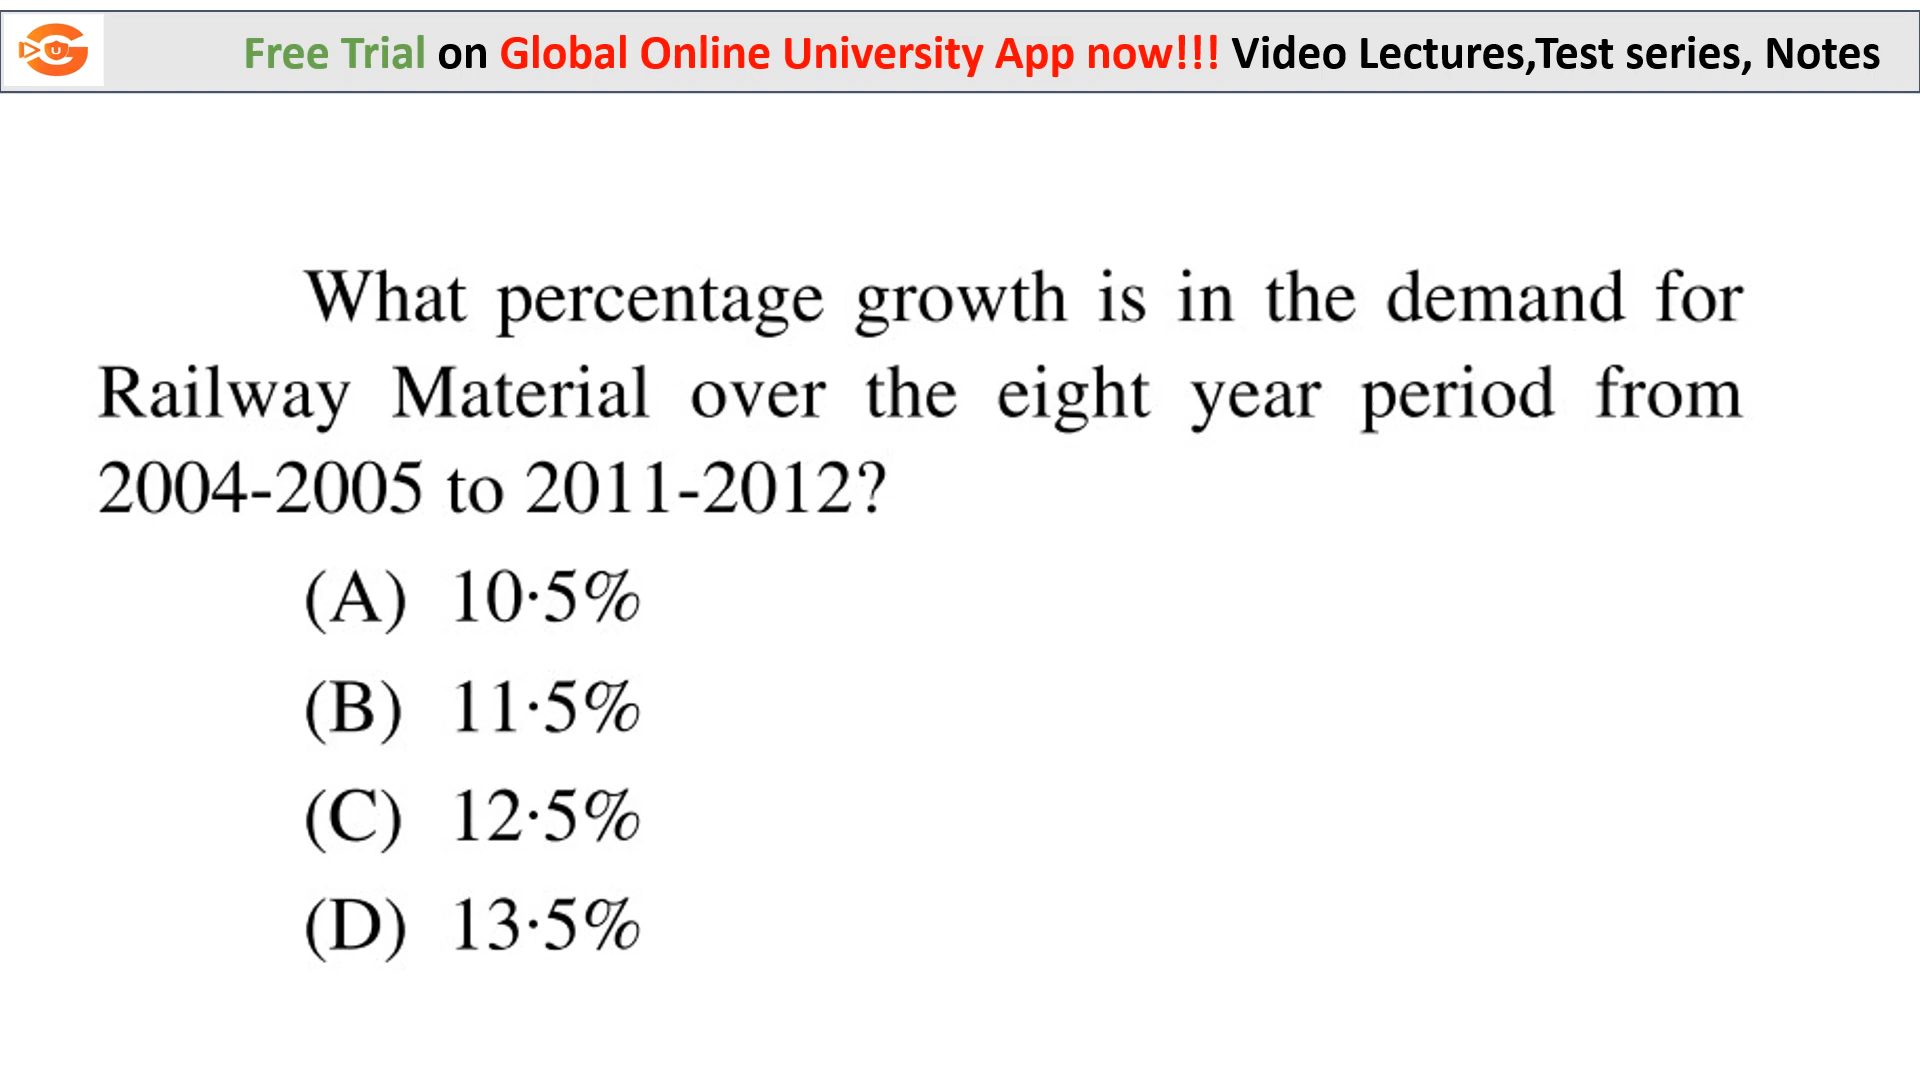 Free Trial on Global Online University App now!!! Video Lectures,Test series, Notes
What percentage growth is in the demand for
Railway Material over the eight year period from
2004-2005 to 2011-2012?
(A) 10·5%
(B) 11·5%
(C) 12·5%
(D) 13·5%